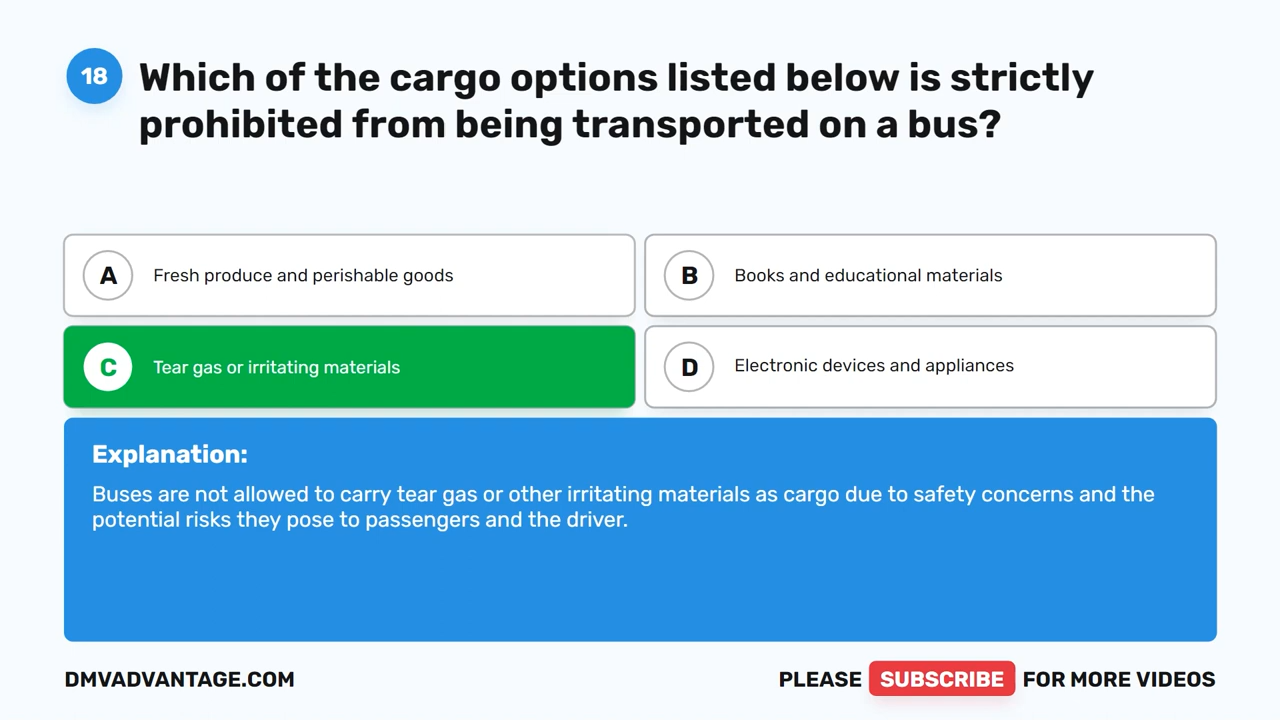 18
Which of the cargo options listed below is strictly
prohibited from being transported on a bus?
A
Fresh produce and perishable goods
B
Books and educational materials
C
Tear gas or irritating materials
D
Electronic devices and appliances
Explanation:
Buses are not allowed to carry tear gas or other irritating materials as cargo due to safety concerns and the
potential risks they pose to passengers and the driver.
DMVADVANTAGE.COM
PLEASE SUBSCRIBE FOR MORE VIDEOS